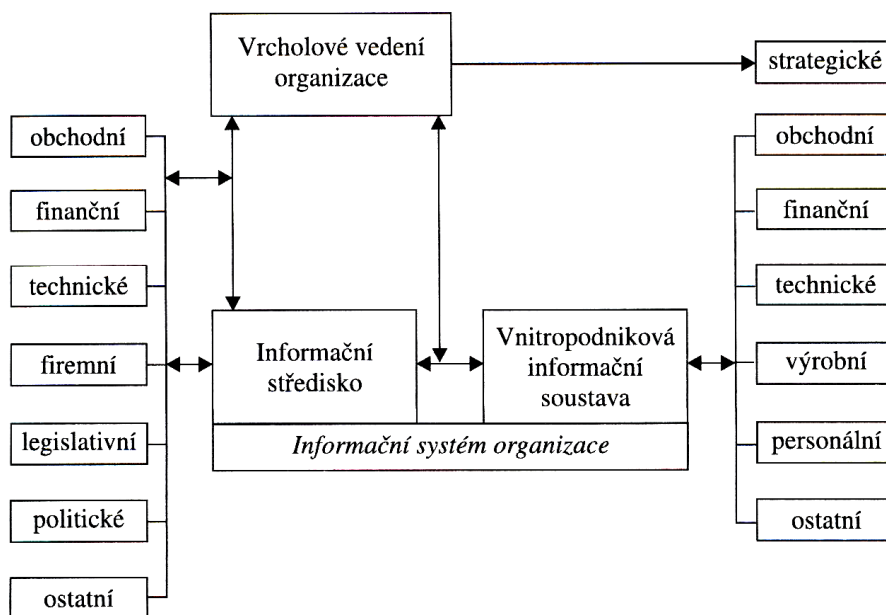 Vrcholové vedení
organizace
strategické
obchodní
finanční
technické
firemní
legislativní
politické
ostatní
Informační
středisko
Vnitropodniková
informační
soustava
Informační systém organizace
obchodní
finanční
technické
výrobní
personální
ostatní